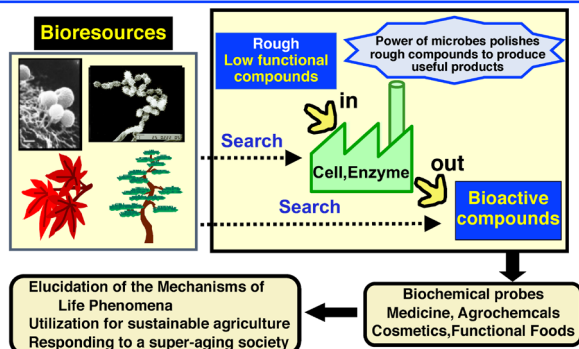 Bioresources
Rough
Low functional
compounds
Power of microbes polishes
rough compounds to produce
useful products
in
Search
Cell,Enzyme
out
Search
Bioactive
compounds
Biochemical probes
Medicine, Agrochemcals
Cosmetics,Functional Foods
Elucidation of the Mechanisms of
Life Phenomena
Utilization for sustainable agriculture
Responding to a super-aging society